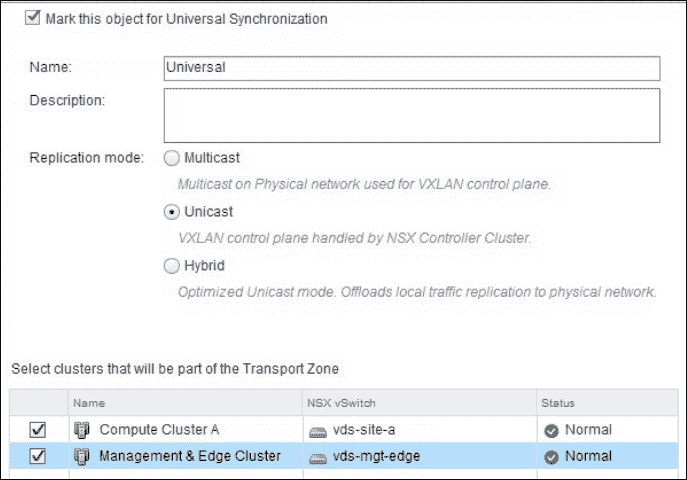 Mark this object for Universal Synchronization
Name: Universal
Description:
Replication mode: Multicast
Multicast on Physical network used for VXLAN control plane.
Unicast
VXLAN control plane handled by NSX Controller Cluster.
Hybrid
Optimized Unicast mode. Offloads local traffic replication to physical network.
Select clusters that will be part of the Transport Zone
Name NSX vSwitch Status
Compute Cluster A vds-site-a Normal
Management & Edge Cluster vds-mgt-edge Normal